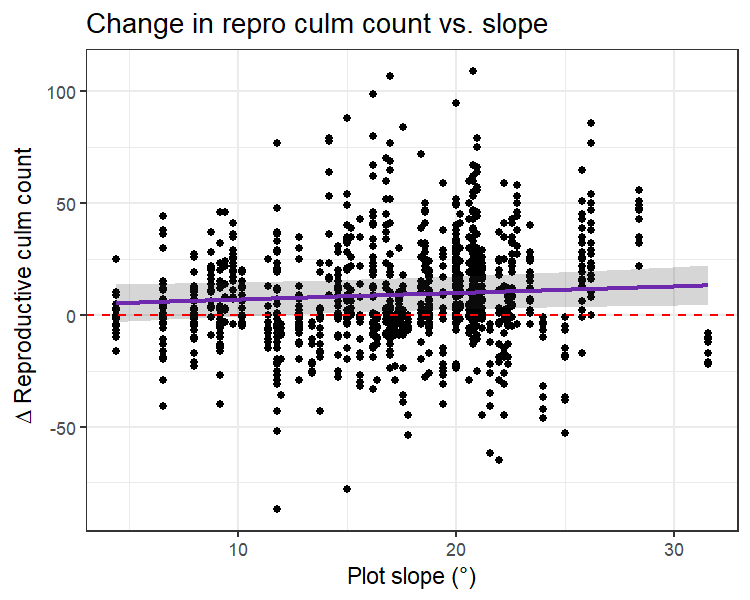 Change in repro culm count vs. slope
Δ Reproductive culm count
100
50
0
-50
10
20
30
Plot slope (°)